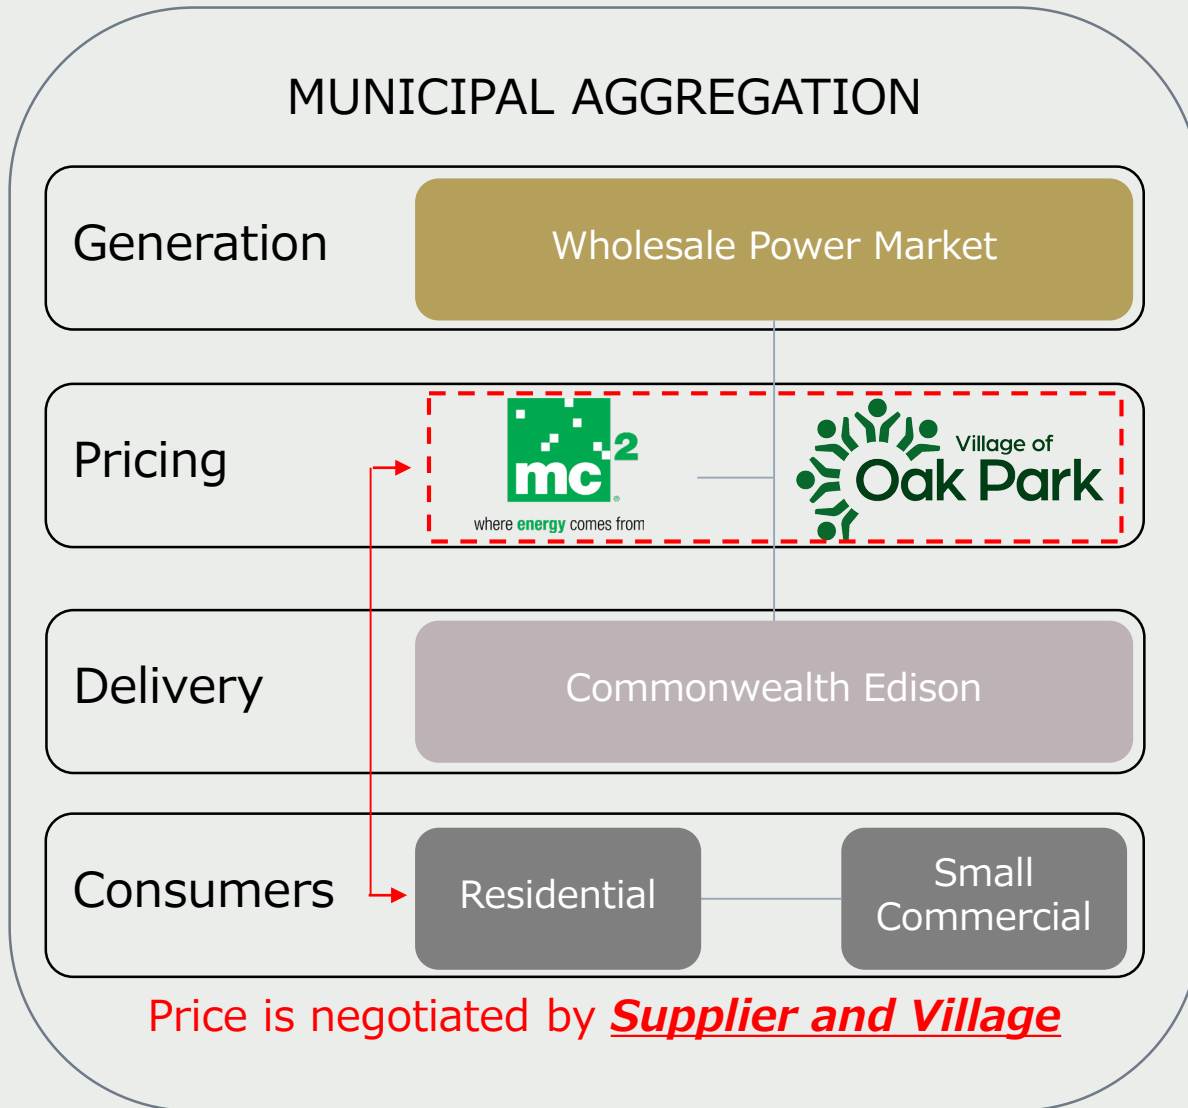 MUNICIPAL AGGREGATION
Generation
Wholesale Power Market
Pricing
mc2
where energy comes from
Village of
Oak Park
Delivery
Commonwealth Edison
Consumers
Residential
Small
Commercial
Price is negotiated by Supplier and Village